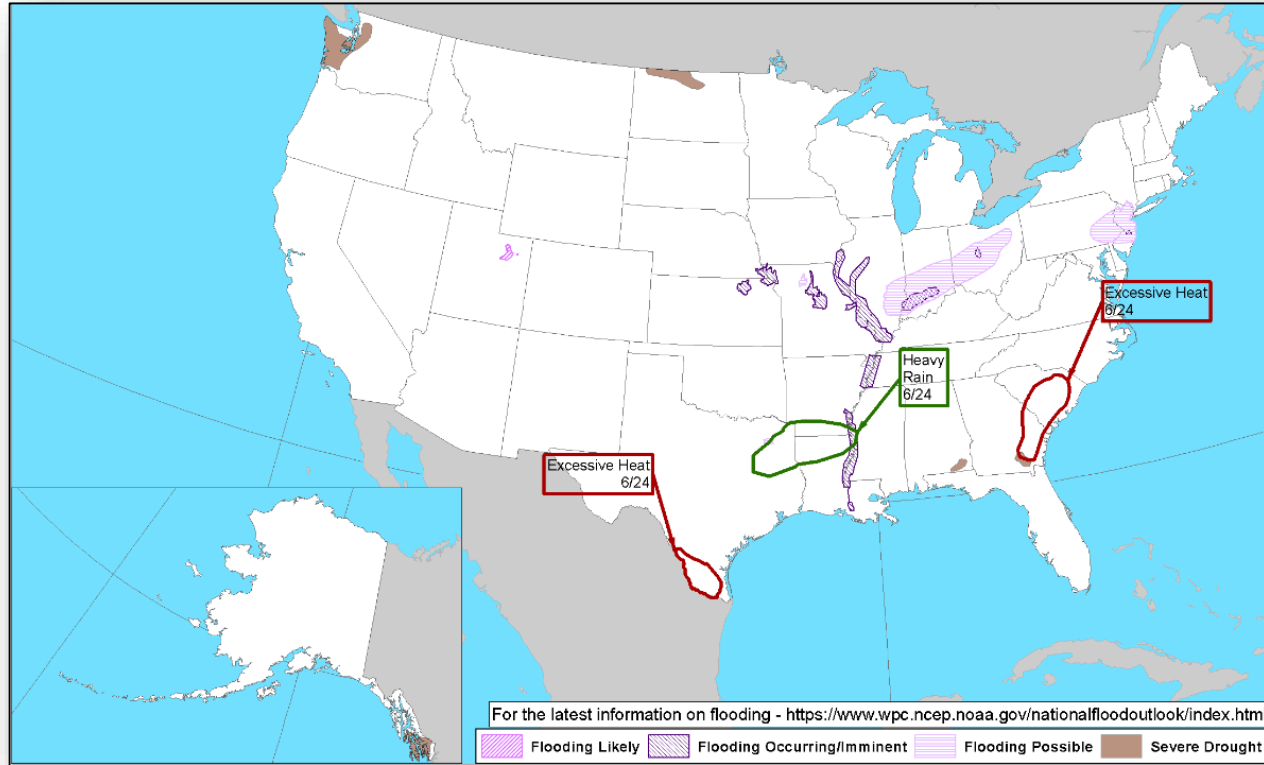 Excessive Heat
6/24
Heavy
Rain
6/24
Excessive Heat
6/24
For the latest information on flooding - https://www.wpc.ncep.noaa.gov/nationalfloodoutlook/index.htm
Flooding Likely
Flooding Occurring/Imminent
Flooding Possible
Severe Drought